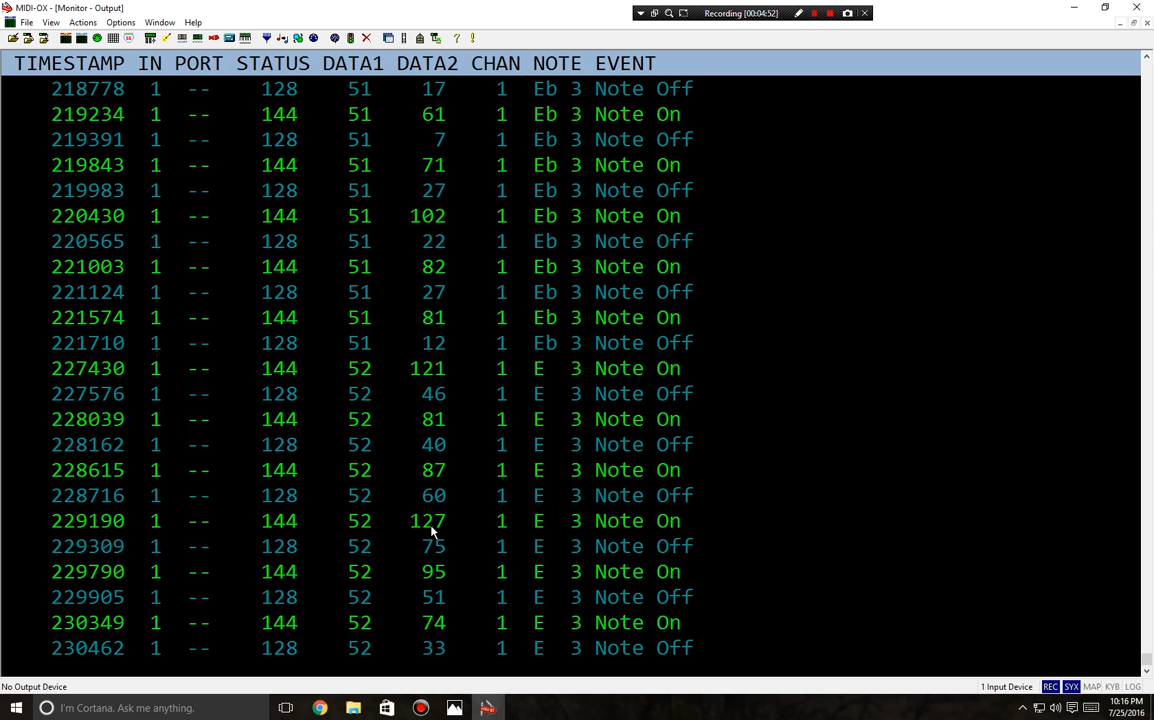 MIDI-OX - [Monitor - Output]
Recording [00:04:52]
File View Actions Options Window Help
TIMESTAMP IN PORT STATUS DATA1 DATA2 CHAN NOTE EVENT
218778 1 -- 128 51 17 1 Eb 3 Note Off
219234 1 -- 144 51 61 1 Eb 3 Note On
219391 1 -- 128 51 7 1 Eb 3 Note Off
219843 1 -- 144 51 71 1 Eb 3 Note On
219983 1 -- 128 51 27 1 Eb 3 Note Off
220430 1 -- 144 51 102 1 Eb 3 Note On
220565 1 -- 128 51 22 1 Eb 3 Note Off
221003 1 -- 144 51 82 1 Eb 3 Note On
221124 1 -- 128 51 27 1 Eb 3 Note Off
221574 1 -- 144 51 81 1 Eb 3 Note On
221710 1 -- 128 51 12 1 Eb 3 Note Off
227430 1 -- 144 52 121 1 E 3 Note On
227576 1 -- 128 52 46 1 E 3 Note Off
228039 1 -- 144 52 81 1 E 3 Note On
228162 1 -- 128 52 40 1 E 3 Note Off
228615 1 -- 144 52 87 1 E 3 Note On
228716 1 -- 128 52 60 1 E 3 Note Off
229190 1 -- 144 52 127 1 E 3 Note On
229309 1 -- 128 52 75 1 E 3 Note Off
229790 1 -- 144 52 95 1 E 3 Note On
229905 1 -- 128 52 51 1 E 3 Note Off
230349 1 -- 144 52 74 1 E 3 Note On
230462 1 -- 128 52 33 1 E 3 Note Off
No Output Device 1 Input Device REC SYX MAP KYB LOG
I'm Cortana. Ask me anything.
10:16 PM
7/25/2016